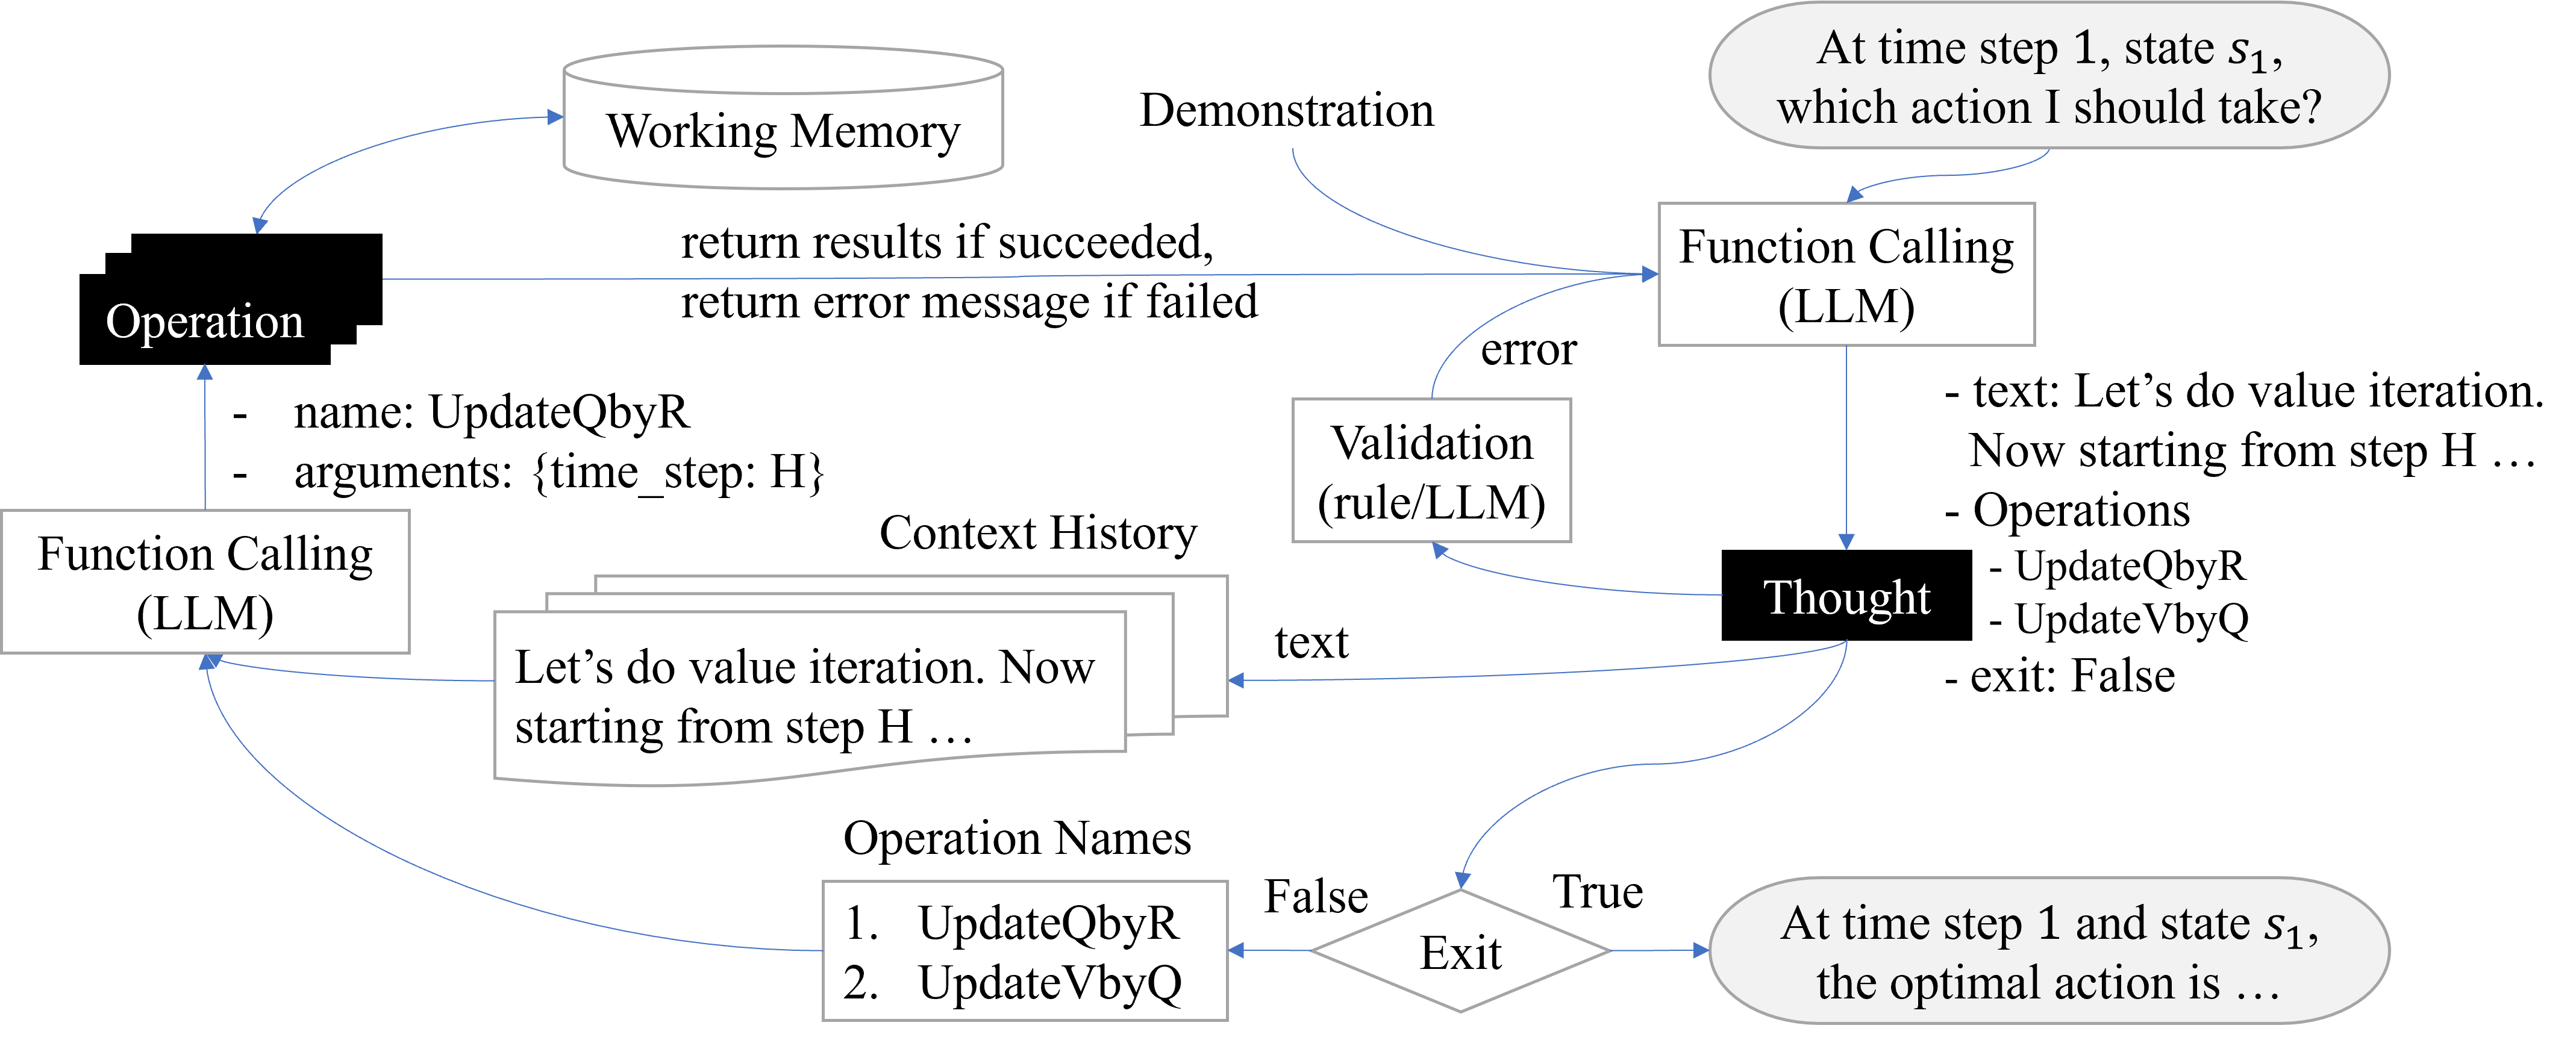 At time step 1, state s₁,
which action I should take?
Working Memory
Demonstration
Function Calling
(LLM)
return results if succeeded,
return error message if failed
Operation
error
- text: Let’s do value iteration.
Now starting from step H …
- Operations
- UpdateQbyR
- UpdateVbyQ
- exit: False
- name: UpdateQbyR
- arguments: {time_step: H}
Validation
(rule/LLM)
Function Calling
(LLM)
Context History
Thought
text
Let’s do value iteration. Now
starting from step H …
Operation Names
1. UpdateQbyR
2. UpdateVbyQ
False
Exit
True
At time step 1 and state s₁,
the optimal action is …